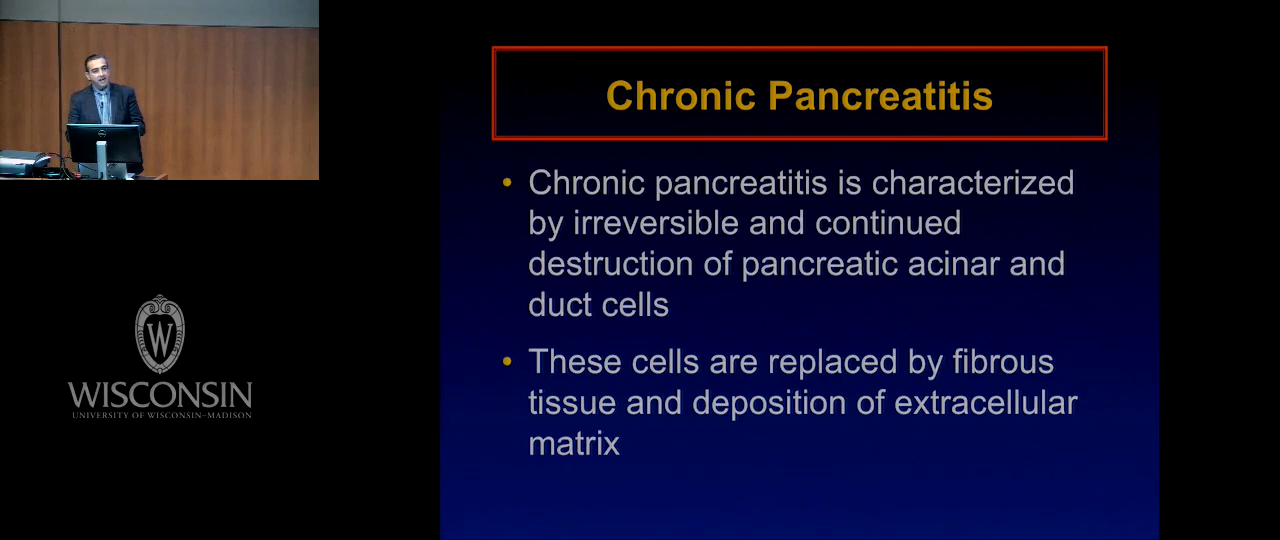 Chronic Pancreatitis
• Chronic pancreatitis is characterized
by irreversible and continued
destruction of pancreatic acinar and
duct cells
• These cells are replaced by fibrous
tissue and deposition of extracellular
matrix
W
WISCONSIN
UNIVERSITY OF WISCONSIN–MADISON